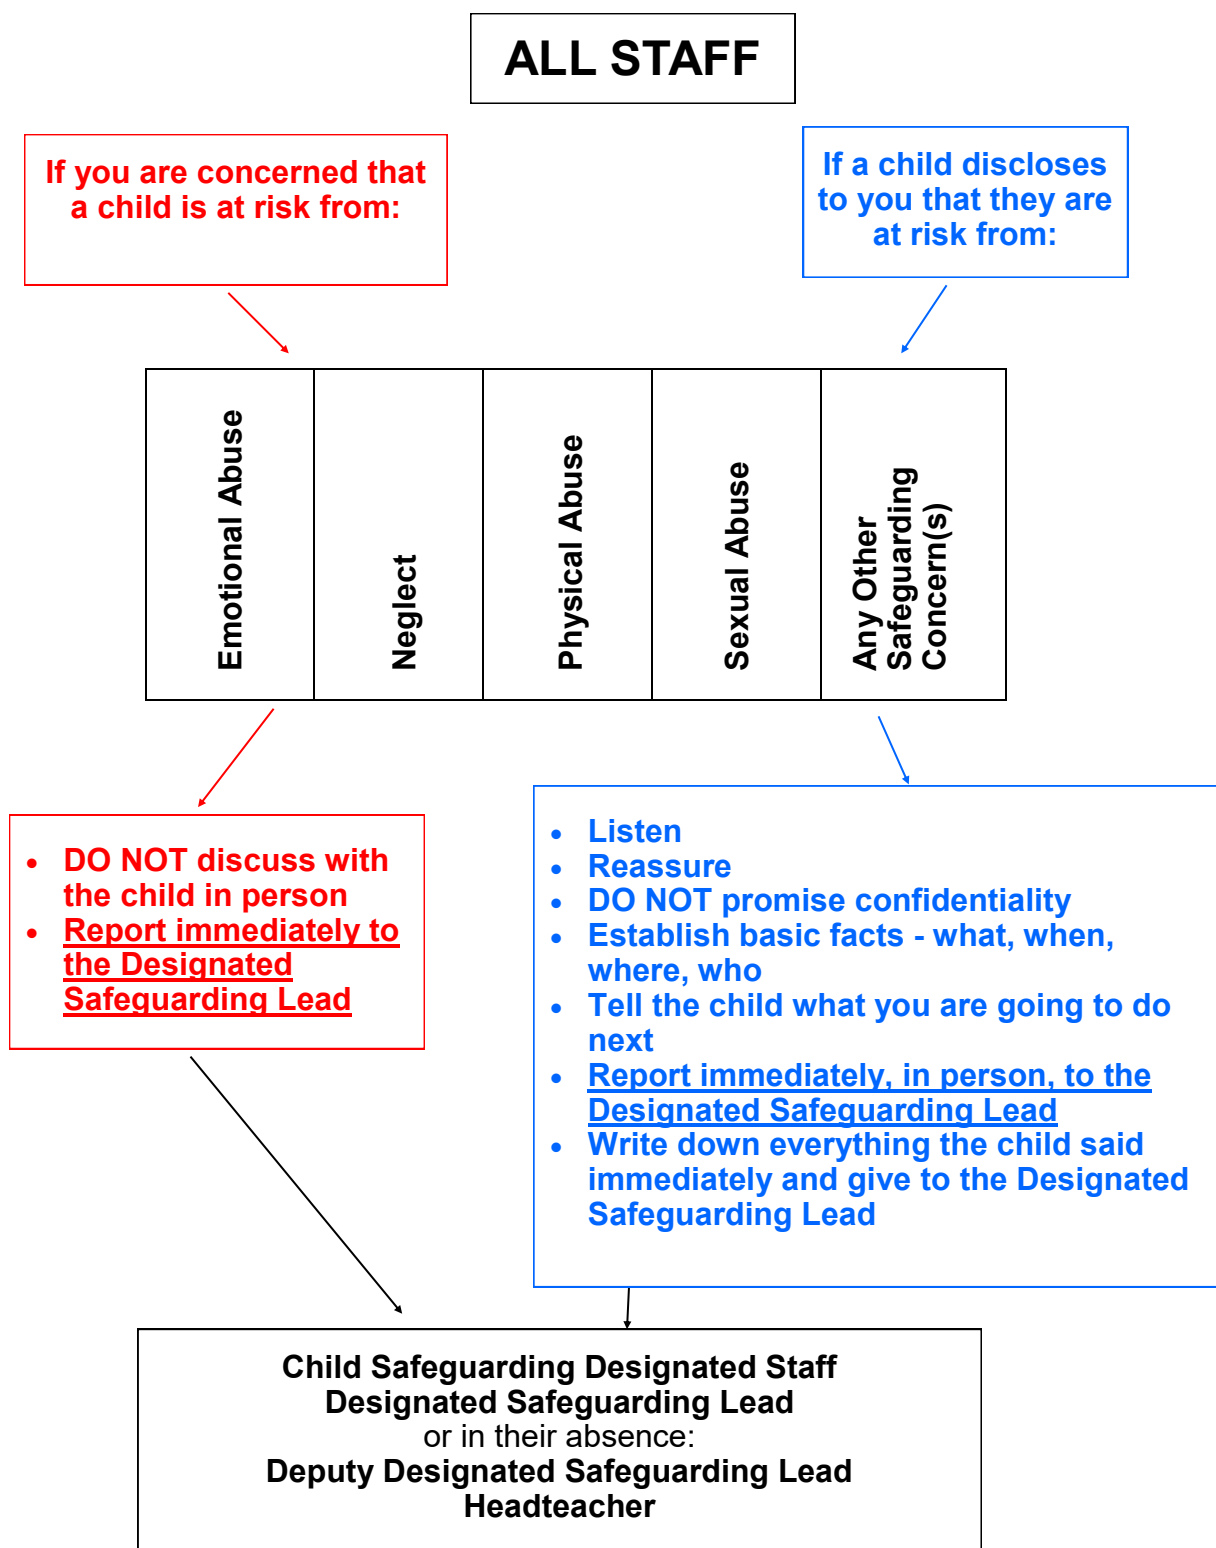 ALL STAFF
If you are concerned that
a child is at risk from:
If a child discloses
to you that they are
at risk from:
Emotional Abuse
Neglect
Physical Abuse
Sexual Abuse
Any Other
Safeguarding
Concern(s)
• DO NOT discuss with
the child in person
• Report immediately to
the Designated
Safeguarding Lead
• Listen
• Reassure
• DO NOT promise confidentiality
• Establish basic facts - what, when,
where, who
• Tell the child what you are going to do
next
• Report immediately, in person, to the
Designated Safeguarding Lead
• Write down everything the child said
immediately and give to the Designated
Safeguarding Lead
Child Safeguarding Designated Staff
Designated Safeguarding Lead
or in their absence:
Deputy Designated Safeguarding Lead
Headteacher